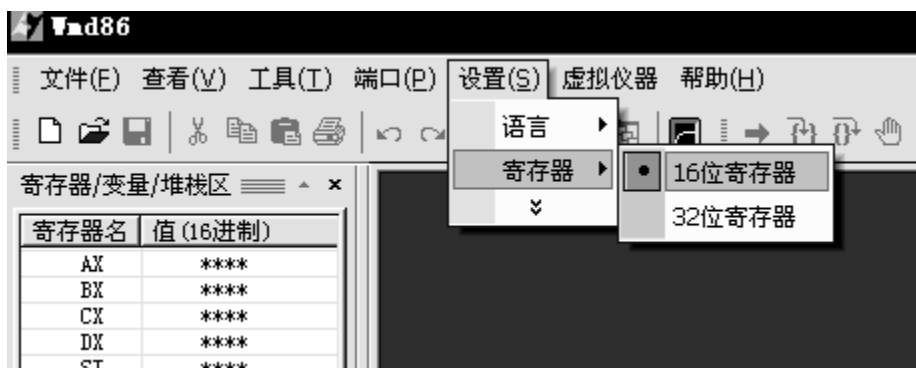 Wmd86
文件(F) 查看(V) 工具(T) 端口(P) 设置(S) 虚拟仪器 帮助(H)
语言
寄存器/变量/堆栈区
寄存器
16位寄存器
32位寄存器
寄存器名 值(16进制)
AX ****
BX ****
CX ****
DX ****